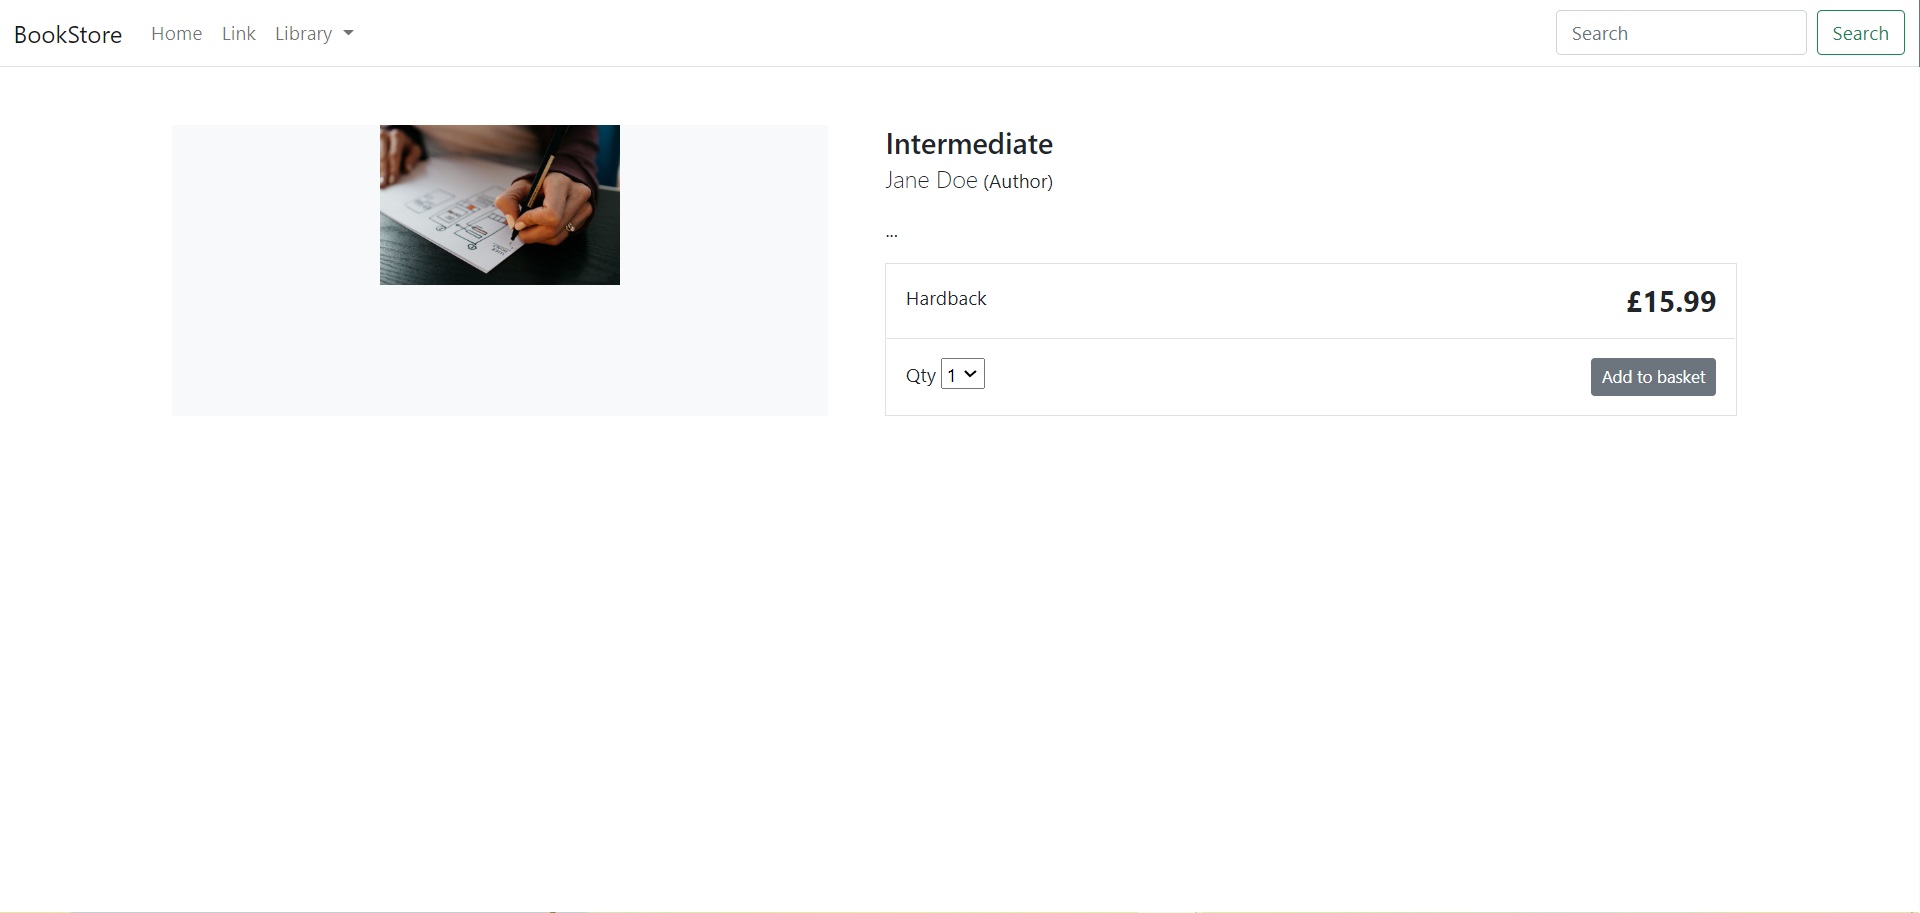 BookStore Home Link Library Search Search
Intermediate
Jane Doe (Author)
...
Hardback £15.99
Qty 1 Add to basket